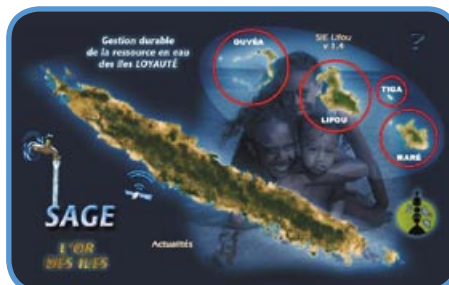 Gestion durable
de la ressource en eau
des îles LOYAUTÉ
OUVÉA
SIE Lifou
v 1.4
?
TIGA
LIFOU
MARÉ
SAGE
L'OR
DES ILES
Actualités